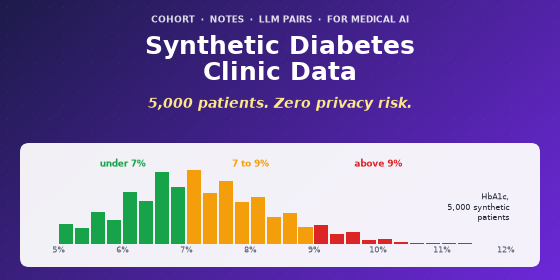 COHORT · NOTES · LLM PAIRS · FOR MEDICAL AI
Synthetic Diabetes
Clinic Data
5,000 patients. Zero privacy risk.
under 7%
7 to 9%
above 9%
HbA1c,
5,000 synthetic
patients
5%
6%
7%
8%
9%
10%
11%
12%